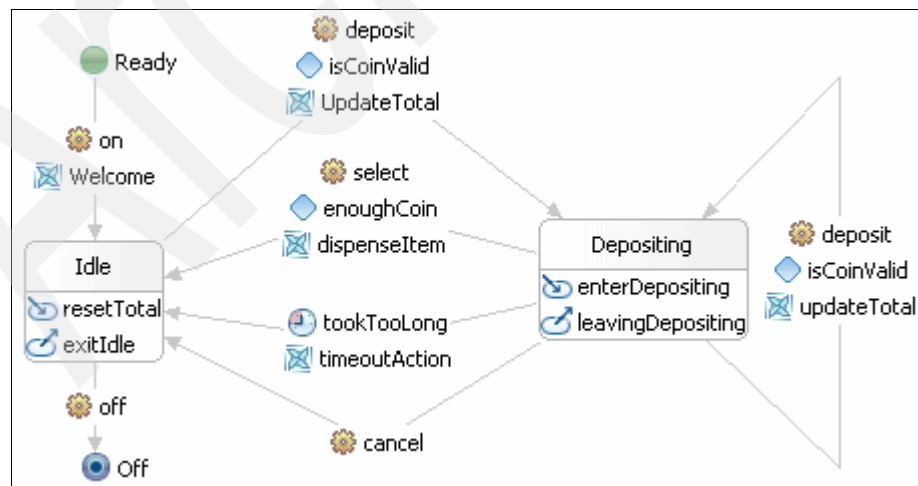 Ready
on
Welcome
deposit
isCoinValid
UpdateTotal
select
enoughCoin
dispenseItem
Idle
resetTotal
exitIdle
tookTooLong
timeoutAction
Depositing
enterDepositing
leavingDepositing
deposit
isCoinValid
updateTotal
off
Off
cancel